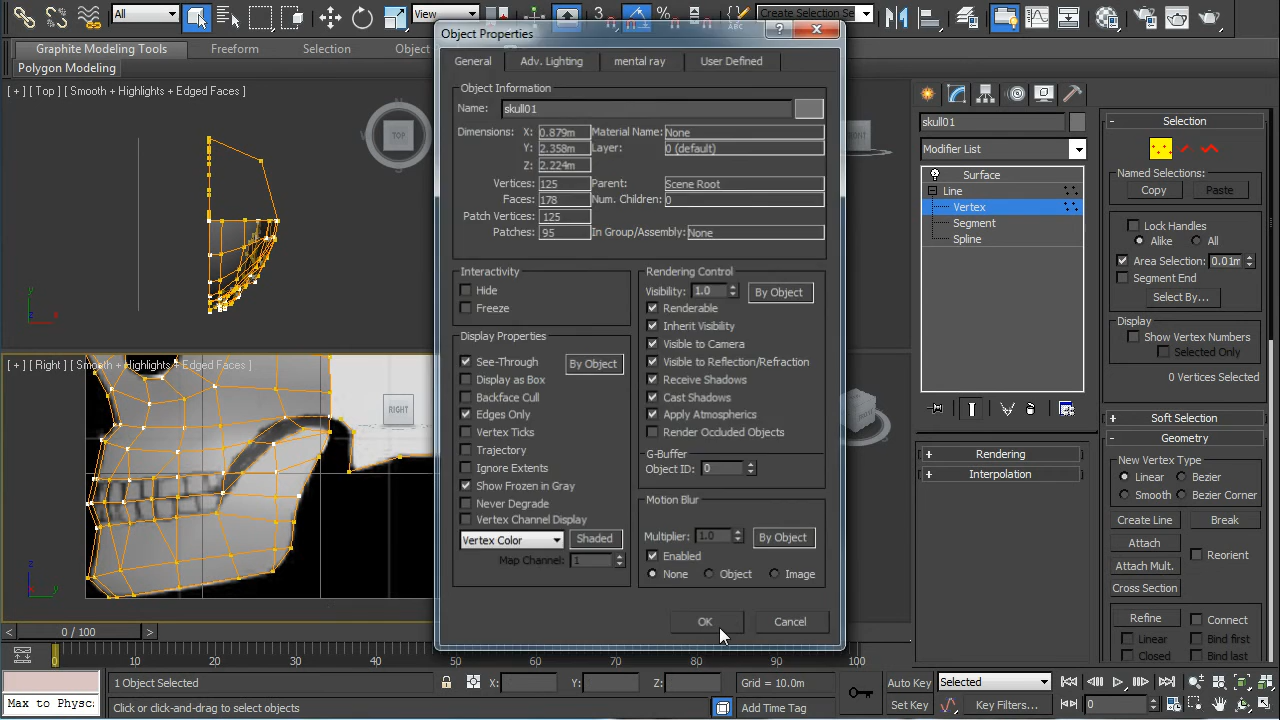 All
View
3
Create Selection Se
Graphite Modeling Tools
Freeform
Selection
Object
Polygon Modeling
[ + ] [ Top ] [ Smooth + Highlights + Edged Faces ]
TOP
FRONT
[ + ] [ Right ] [ Smooth + Highlights + Edged Faces ]
RIGHT
Object Properties
General
Adv. Lighting
mental ray
User Defined
Object Information
Name: skull01
Dimensions: X: 0.879m Material Name: None
Y: 2.358m Layer: 0 (default)
Z: 2.224m
Vertices: 125 Parent: Scene Root
Faces: 178 Num. Children: 0
Patch Vertices: 125
Patches: 95 In Group/Assembly: None
Interactivity
Hide
Freeze
Display Properties
See-Through By Object
Display as Box
Backface Cull
Edges Only
Vertex Ticks
Trajectory
Ignore Extents
Show Frozen in Gray
Never Degrade
Vertex Channel Display
Vertex Color Shaded
Map Channel: 1
Rendering Control
Visibility: 1.0 By Object
Renderable
Inherit Visibility
Visible to Camera
Visible to Reflection/Refraction
Receive Shadows
Cast Shadows
Apply Atmospherics
Render Occluded Objects
G-Buffer
Object ID: 0
Motion Blur
Multiplier: 1.0 By Object
Enabled
None Object Image
OK Cancel
skull01
Modifier List
Surface
Line
Vertex
Segment
Spline
Rendering
Interpolation
Selection
Named Selections:
Copy Paste
Lock Handles
Alike All
Area Selection: 0.01m
Segment End
Select By...
Display
Show Vertex Numbers
Selected Only
0 Vertices Selected
Soft Selection
Geometry
New Vertex Type
Linear Bezier
Smooth Bezier Corner
Create Line Break
Attach Reorient
Attach Mult.
Cross Section
Refine Connect
Linear Bind first
Closed Bind last
0 / 100
0 10 20 30 40 50 60 70 80 90 100
1 Object Selected X: Y: Z: Grid = 10.0m Auto Key Selected
Max to Physc Click or click-and-drag to select objects Add Time Tag Set Key Key Filters... 0